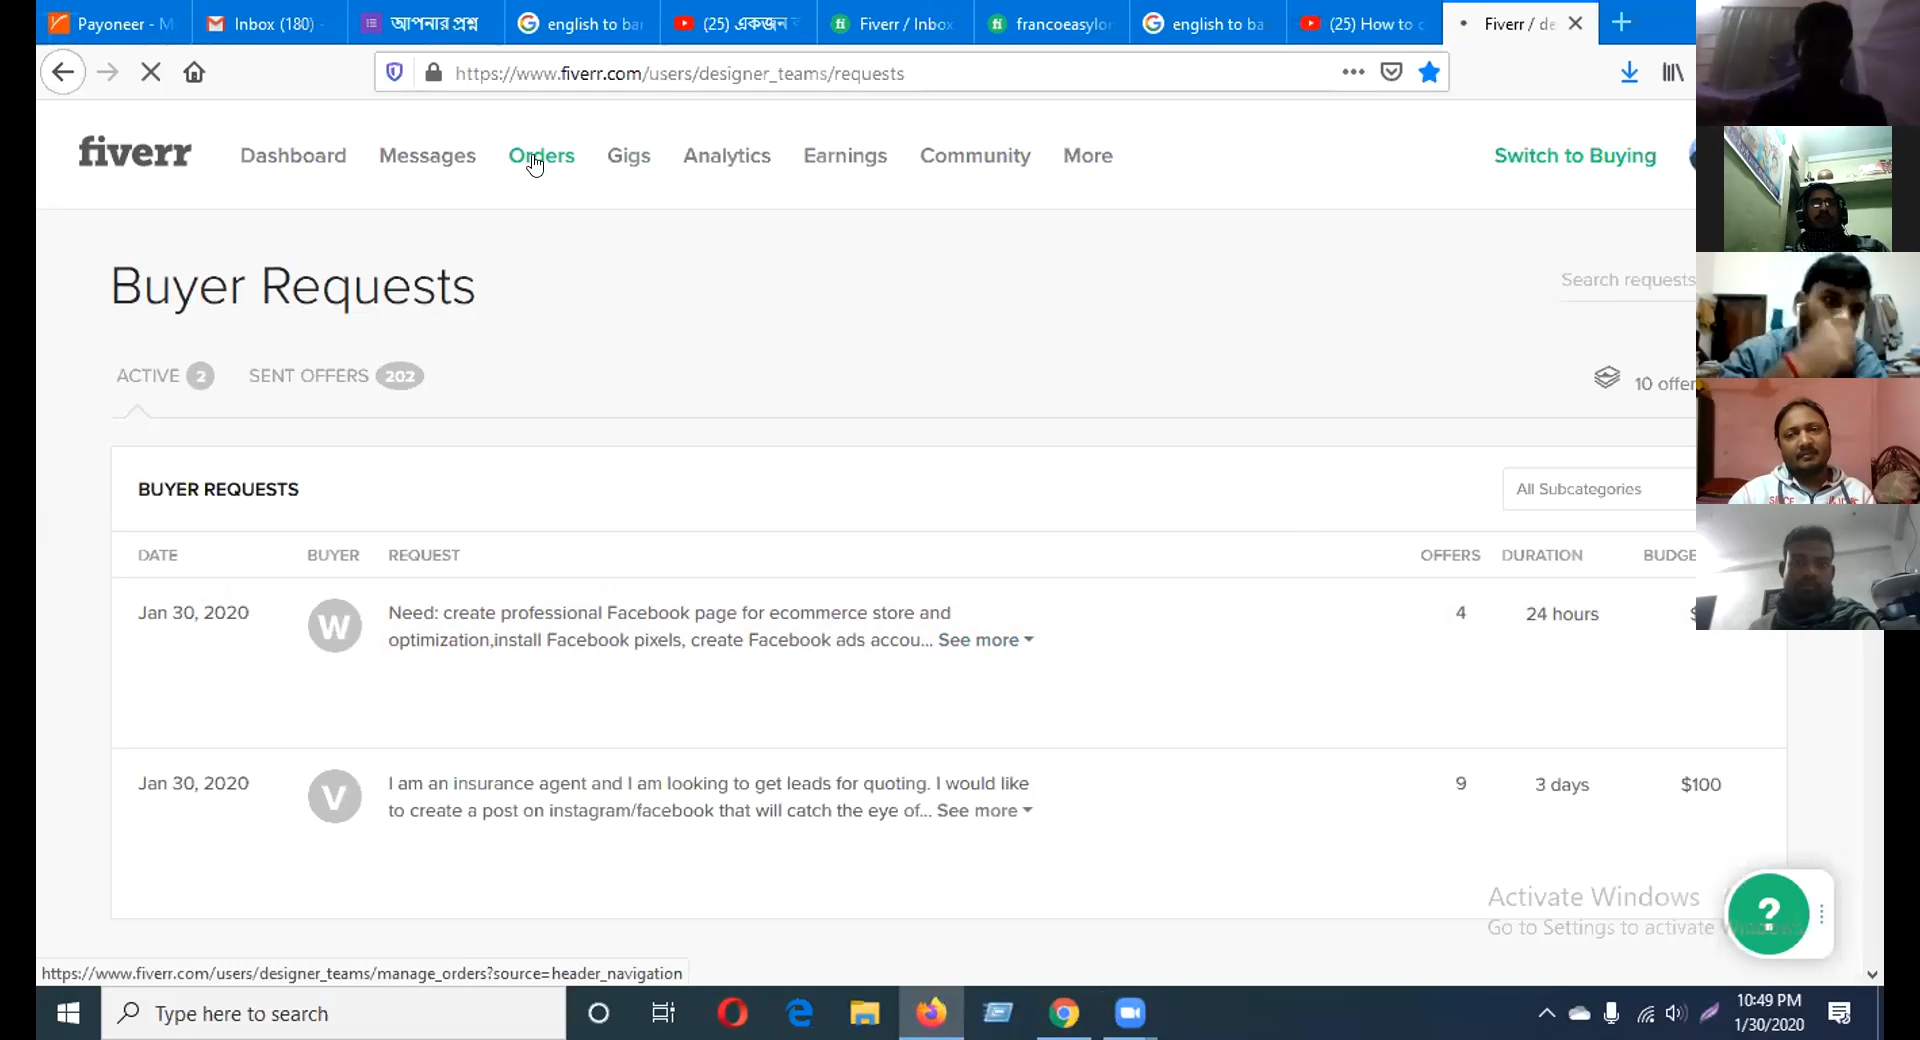 Payoneer - M
Inbox (180) -
আপনার প্রশ্ন
english to ba
(25) একজন
Fiverr / Inbox
francoeasylo
english to ba
(25) How to c
Fiverr / de
https://www.fiverr.com/users/designer_teams/requests
fiverr
Dashboard
Messages
Orders
Gigs
Analytics
Earnings
Community
More
Switch to Buying
Buyer Requests
Search requests
ACTIVE 2
SENT OFFERS 202
10 offer
BUYER REQUESTS
All Subcategories
DATE
BUYER
REQUEST
OFFERS
DURATION
BUDGE
Jan 30, 2020
W
Need: create professional Facebook page for ecommerce store and
optimization,install Facebook pixels, create Facebook ads accou... See more
4
24 hours
$
Jan 30, 2020
V
I am an insurance agent and I am looking to get leads for quoting. I would like
to create a post on instagram/facebook that will catch the eye of... See more
9
3 days
$100
Activate Windows
Go to Settings to activate Windows.
?
https://www.fiverr.com/users/designer_teams/manage_orders?source=header_navigation
Type here to search
10:49 PM
1/30/2020